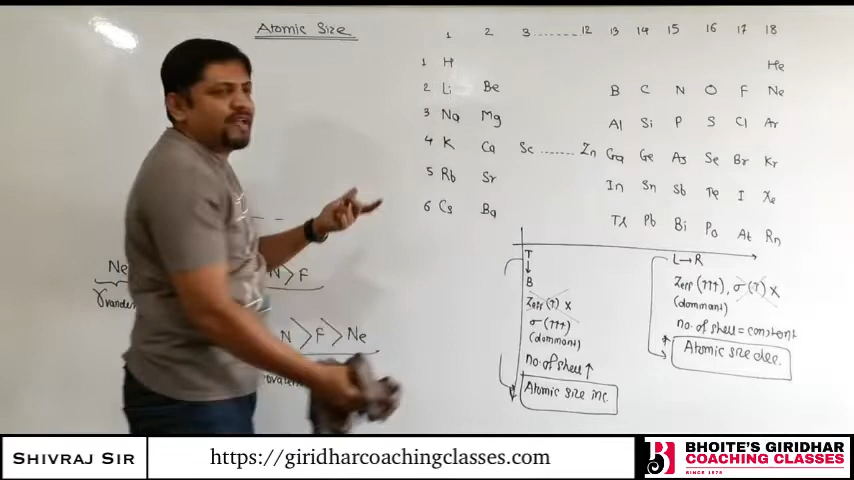 Atomic Size
1 2 3........ 12 13 14 15 16 17 18
1 H He
2 Li Be B C N O F Ne
3 Na Mg Al Si P S Cl Ar
4 K Ca Sc ........ Zn Ga Ge As Se Br Kr
5 Rb Sr In Sn Sb Te I Xe
6 Cs Ba Tl Pb Bi Po At Rn
Ne
N > F
N > F > Ne
T
↓
B
Zeff (↑) x
σ (↑↑↑)
(dominant)
no. of shell ↑
Atomic size inc.
L→R
Zeff (↑↑↑), σ (↑) x
(dominant)
no. of shell = constant
Atomic size dec.
SHIVRAJ SIR
https://giridharcoachingclasses.com
BHOITE'S GIRIDHAR
COACHING CLASSES
SINCE 1975